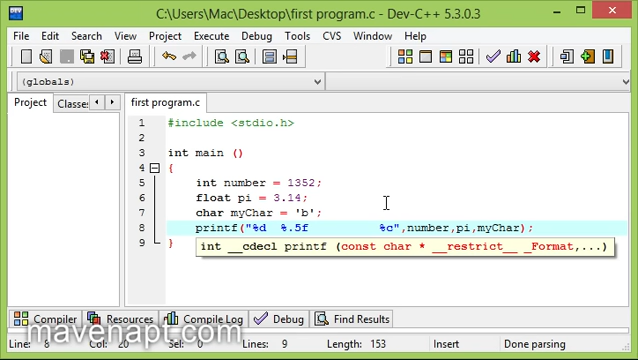 C:\Users\Mac\Desktop\first program.c - Dev-C++ 5.3.0.3
File Edit Search View Project Execute Debug Tools CVS Window Help
(globals)
Project Classes first program.c
1 #include <stdio.h>
2
3 int main ()
4 {
5 int number = 1352;
6 float pi = 3.14;
7 char myChar = 'b';
8 printf("%d %.5f %c",number,pi,myChar);
9 }
int __cdecl printf (const char * __restrict__ _Format,...)
Compiler Resources Compile Log Debug Find Results
mavenapt.com
Line: 8 Col: 20 Sel: 0 Lines: 9 Length: 153 Insert Done parsing